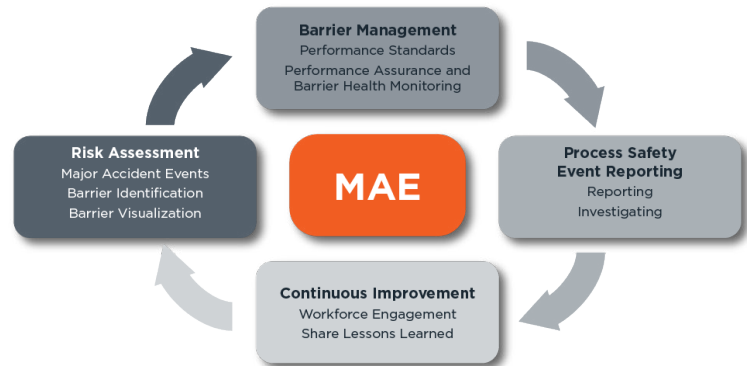 Barrier Management
Performance Standards
Performance Assurance and
Barrier Health Monitoring
Risk Assessment
Major Accident Events
Barrier Identification
Barrier Visualization
MAE
Process Safety
Event Reporting
Reporting
Investigating
Continuous Improvement
Workforce Engagement
Share Lessons Learned